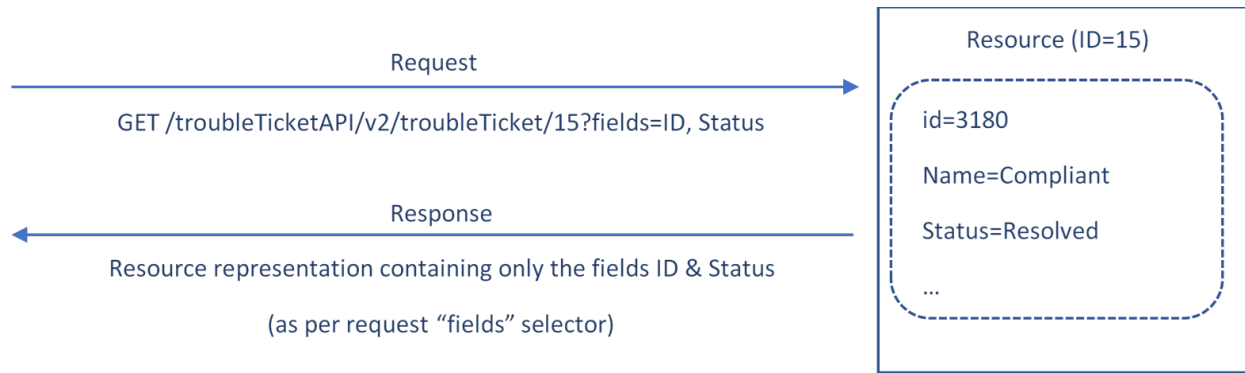 Request
GET /troubleTicketAPI/v2/troubleTicket/15?fields=ID, Status
Response
Resource representation containing only the fields ID & Status
(as per request “fields” selector)
Resource (ID=15)
id=3180
Name=Compliant
Status=Resolved
...